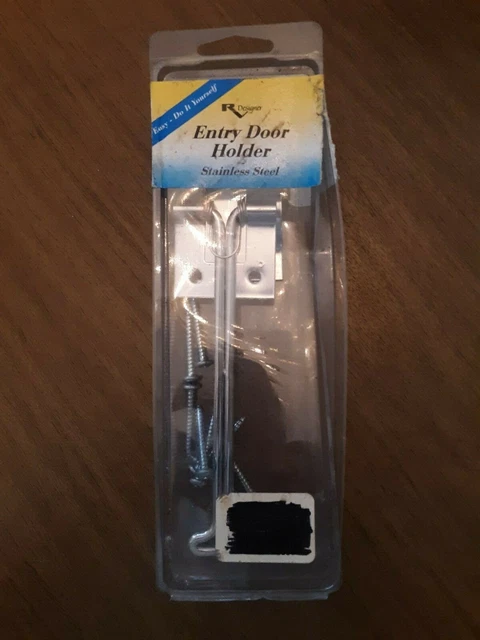 Easy - Do It Yourself
RV Designer
Entry Door
Holder
Stainless Steel